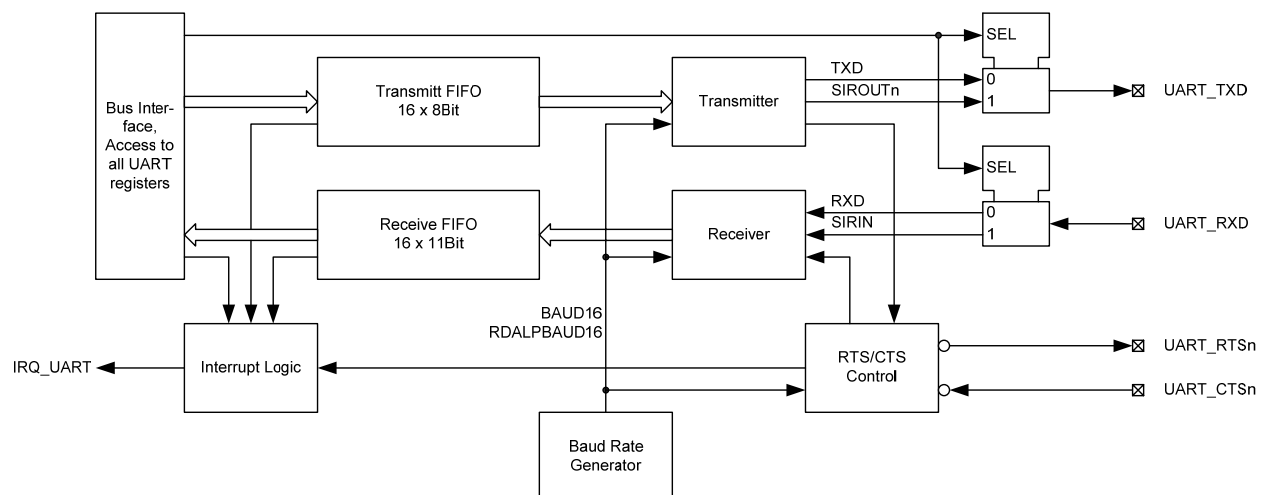 SEL
Transmitt FIFO
16 x 8Bit
Transmitter
TXD
SIROUTn
0
1
UART_TXD
Bus Inter-
face,
Access to
all UART
registers
SEL
Receive FIFO
16 x 11Bit
Receiver
RXD
SIRIN
0
1
UART_RXD
BAUD16
RDALPBAUD16
IRQ_UART
Interrupt Logic
RTS/CTS
Control
UART_RTSn
UART_CTSn
Baud Rate
Generator